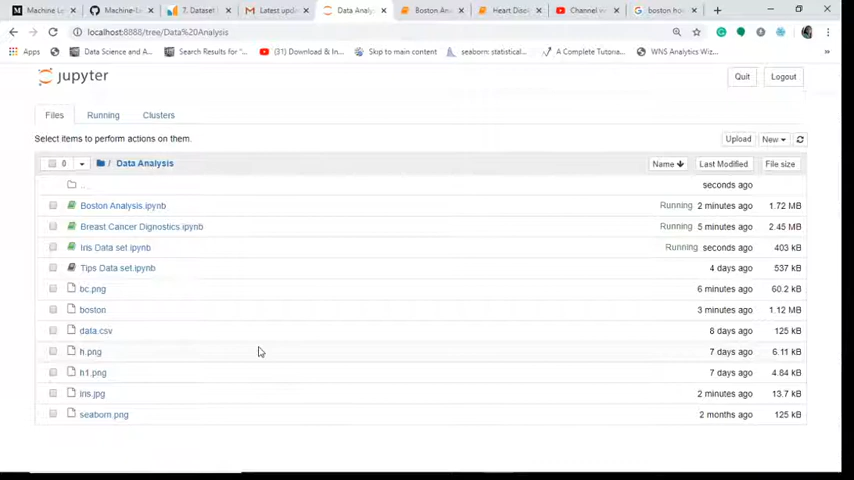 Machine Le
Machine-Le
7. Dataset
Latest upda
Data Analy
Boston Ana
Heart Disea
Channel
boston ho
localhost:8888/tree/Data%20Analysis
Apps
Data Science and A...
Search Results for "...
(31) Download & In...
Skip to main content
seaborn: statistical...
A Complete Tutoria...
WNS Analytics Wiz...
jupyter
Quit
Logout
Files
Running
Clusters
Select items to perform actions on them.
Upload
New
0
/ Data Analysis
Name
Last Modified
File size
..
seconds ago
Boston Analysis.ipynb Running 2 minutes ago 1.72 MB
Breast Cancer Dignostics.ipynb Running 5 minutes ago 2.45 MB
Iris Data set.ipynb Running seconds ago 403 kB
Tips Data set.ipynb 4 days ago 537 kB
bc.png 6 minutes ago 60.2 kB
boston 3 minutes ago 1.12 MB
data.csv 8 days ago 125 kB
h.png 7 days ago 6.11 kB
h1.png 7 days ago 4.84 kB
iris.jpg 2 minutes ago 13.7 kB
seaborn.png 2 months ago 125 kB